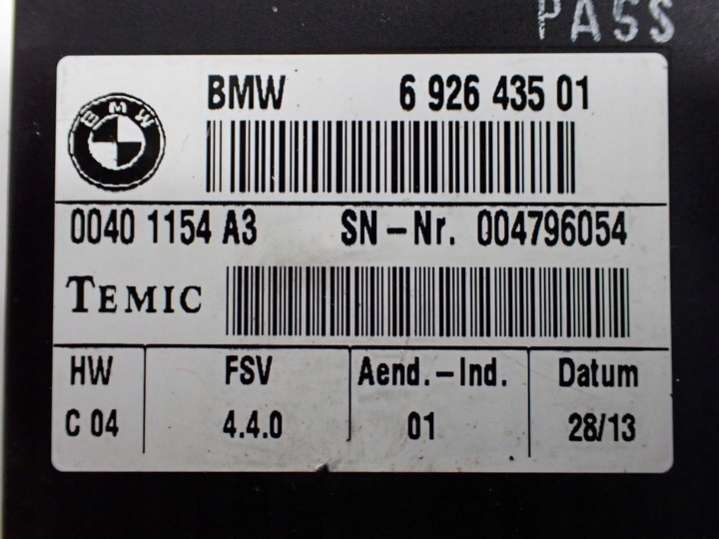 PASS
BMW
BMW 6 926 435 01
0040 1154 A3 SN-Nr. 004796054
TEMIC
HW FSV Aend.-Ind. Datum
C 04 4.4.0 01 28/13